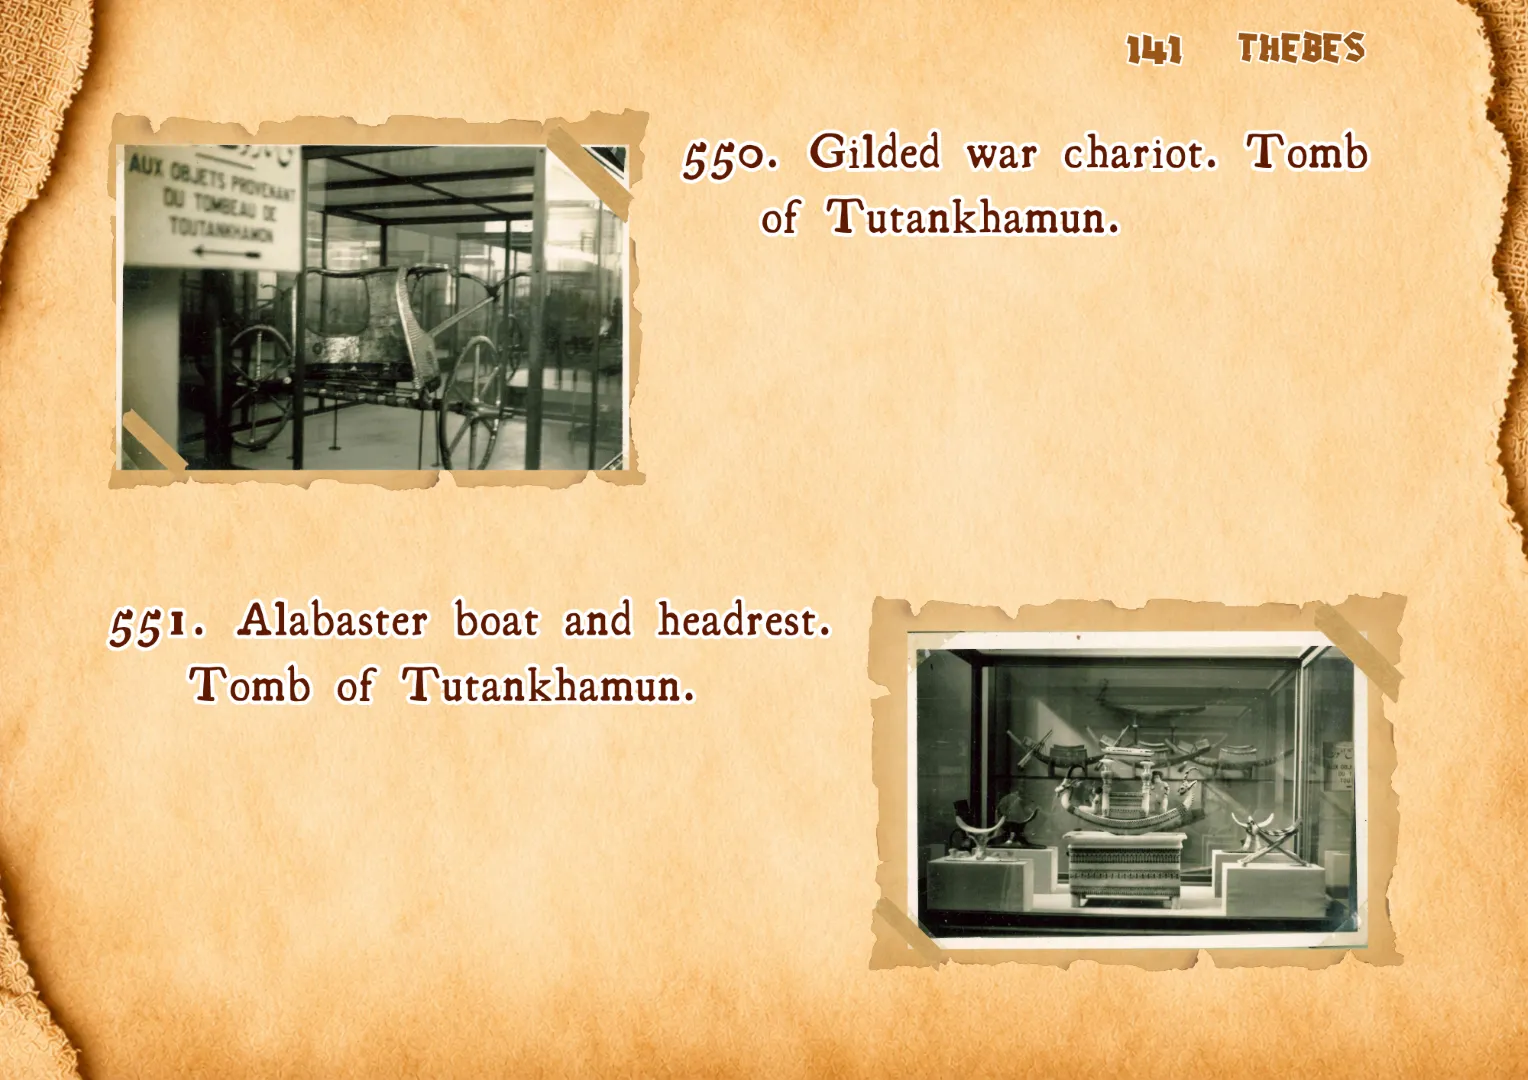 141 THEBES
AUX OBJETS PROVENANT
DU TOMBEAU DE
TOUTANKHAMON
550. Gilded war chariot. Tomb
of Tutankhamun.
551. Alabaster boat and headrest.
Tomb of Tutankhamun.